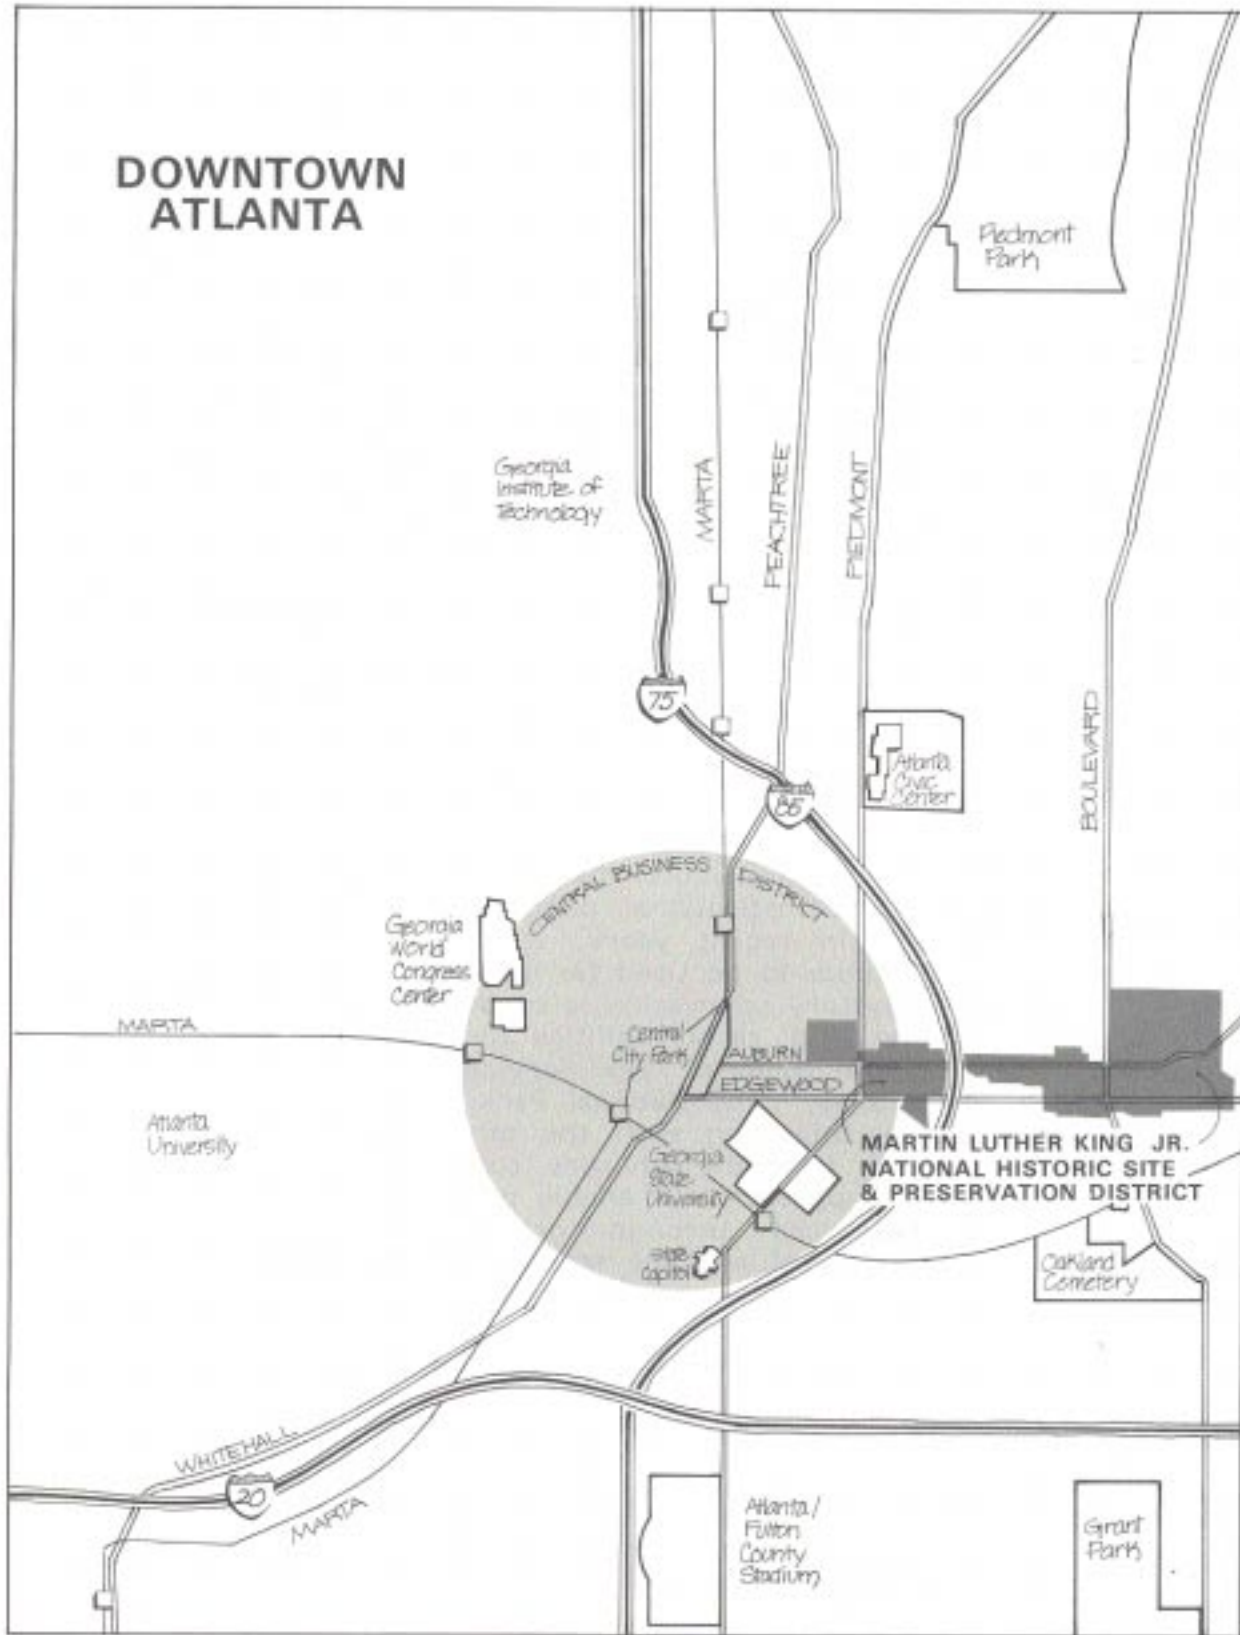 DOWNTOWN
ATLANTA
Piedmont
Park
Georgia
Institute of
Technology
MARTA
PEACHTREE
PIEDMONT
75
BOULEVARD
Atlanta
Civic
Center
85
CENTRAL BUSINESS DISTRICT
Georgia
World
Congress
Center
MARTA
Central
City Park
AUBURN
EDGEWOOD
Atlanta
University
Georgia
State
University
MARTIN LUTHER KING JR.
NATIONAL HISTORIC SITE
& PRESERVATION DISTRICT
State
Capitol
Oakland
Cemetery
WHITEHALL
20
MARTA
Atlanta/
Fulton
County
Stadium
Grant
Park